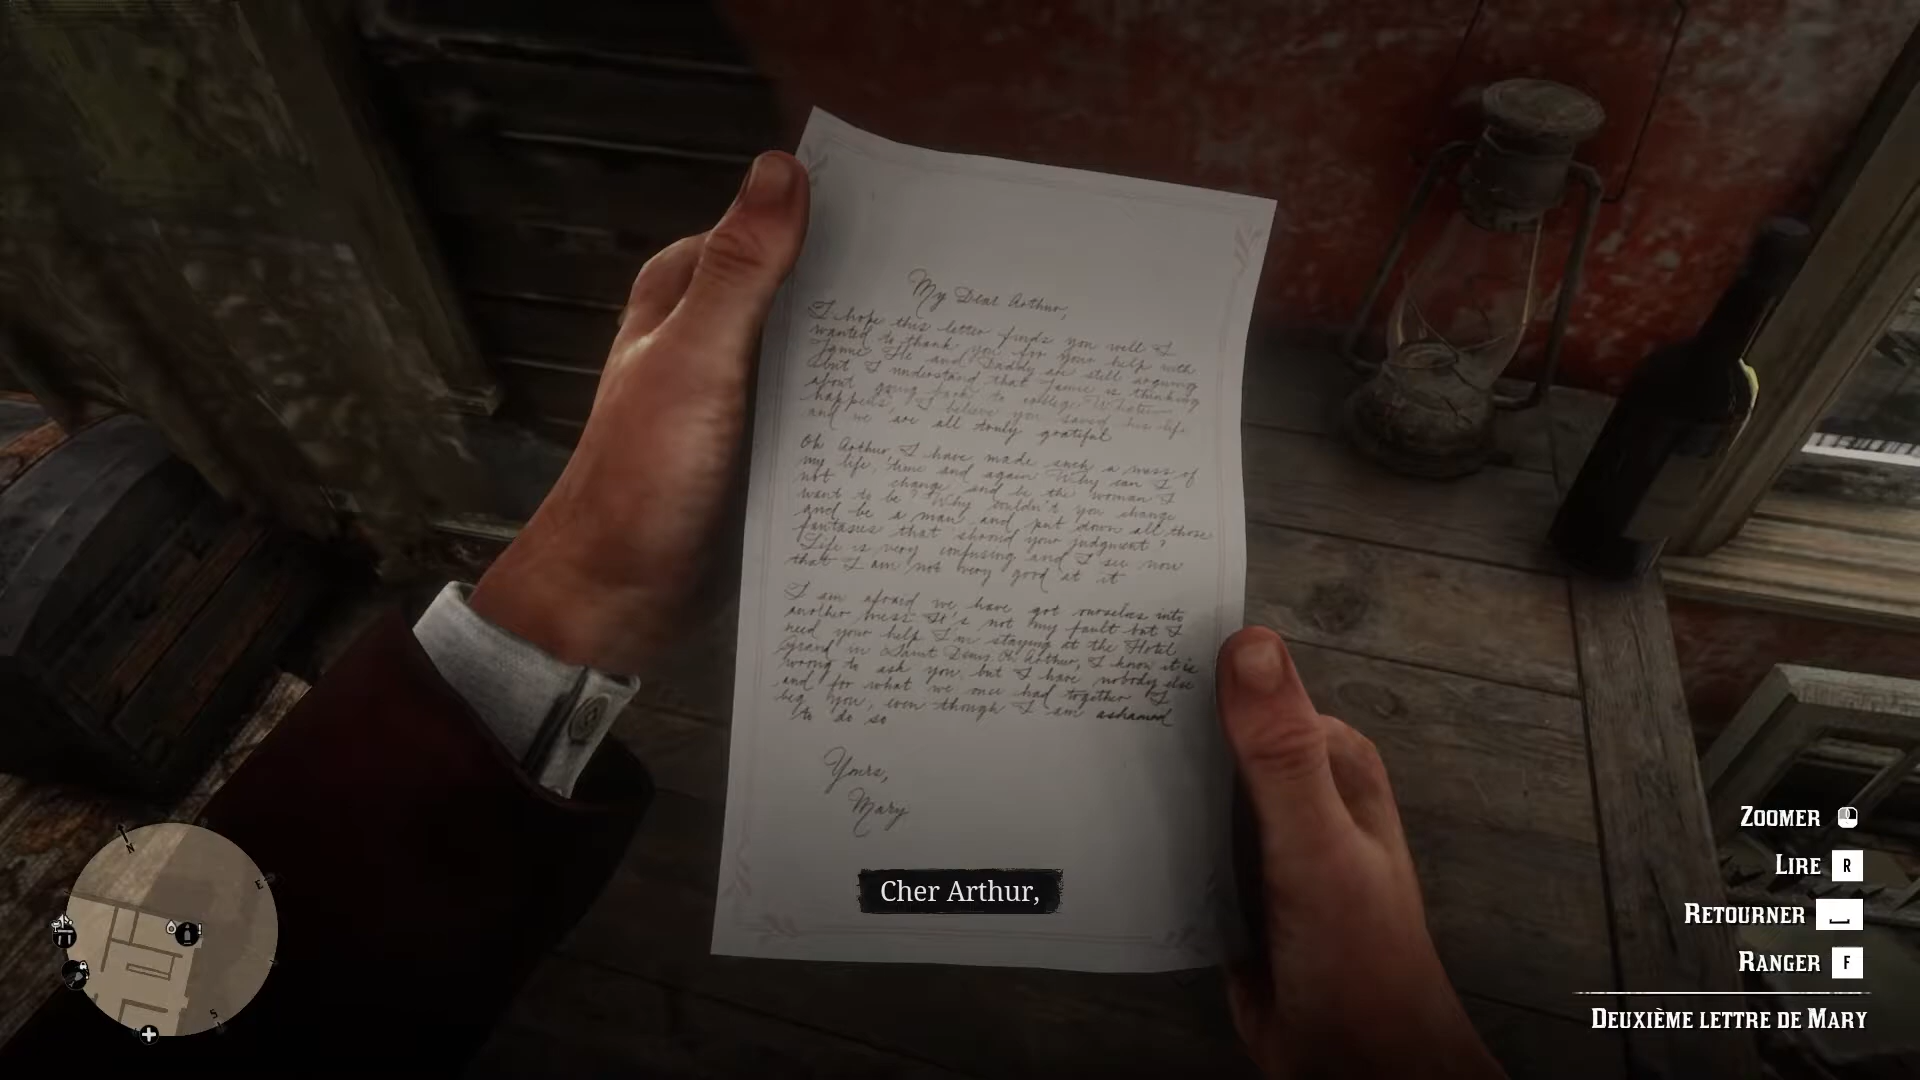 My Dear Arthur,
I hope this letter finds you well I
wanted to thank you for your help with
Jamie He and Daddy are still arguing
but I understand that Jamie is thinking
about going back to college Whatever
happens, I believe you saved his life
and we are all truly grateful
Oh Arthur I have made such a mess of
my life, time and again Why can I
not change and be the woman I
want to be? Why couldn't you change
and be a man and put down all those
fantasies that shroud your judgment?
Life is very confusing and I see now
that I am not very good at it
I am afraid we have got ourselves into
another mess It's not my fault but I
need your help I'm staying at the Hotel
Grand in Saint Denis Oh Arthur, I know it is
wrong to ask you but I have nobody else
and for what we once had together I
beg you, even though I am ashamed
to do so
Yours,
Mary
Cher Arthur,
ZOOMER
LIRE R
RETOURNER
RANGER F
DEUXIÈME LETTRE DE MARY
N
E
S